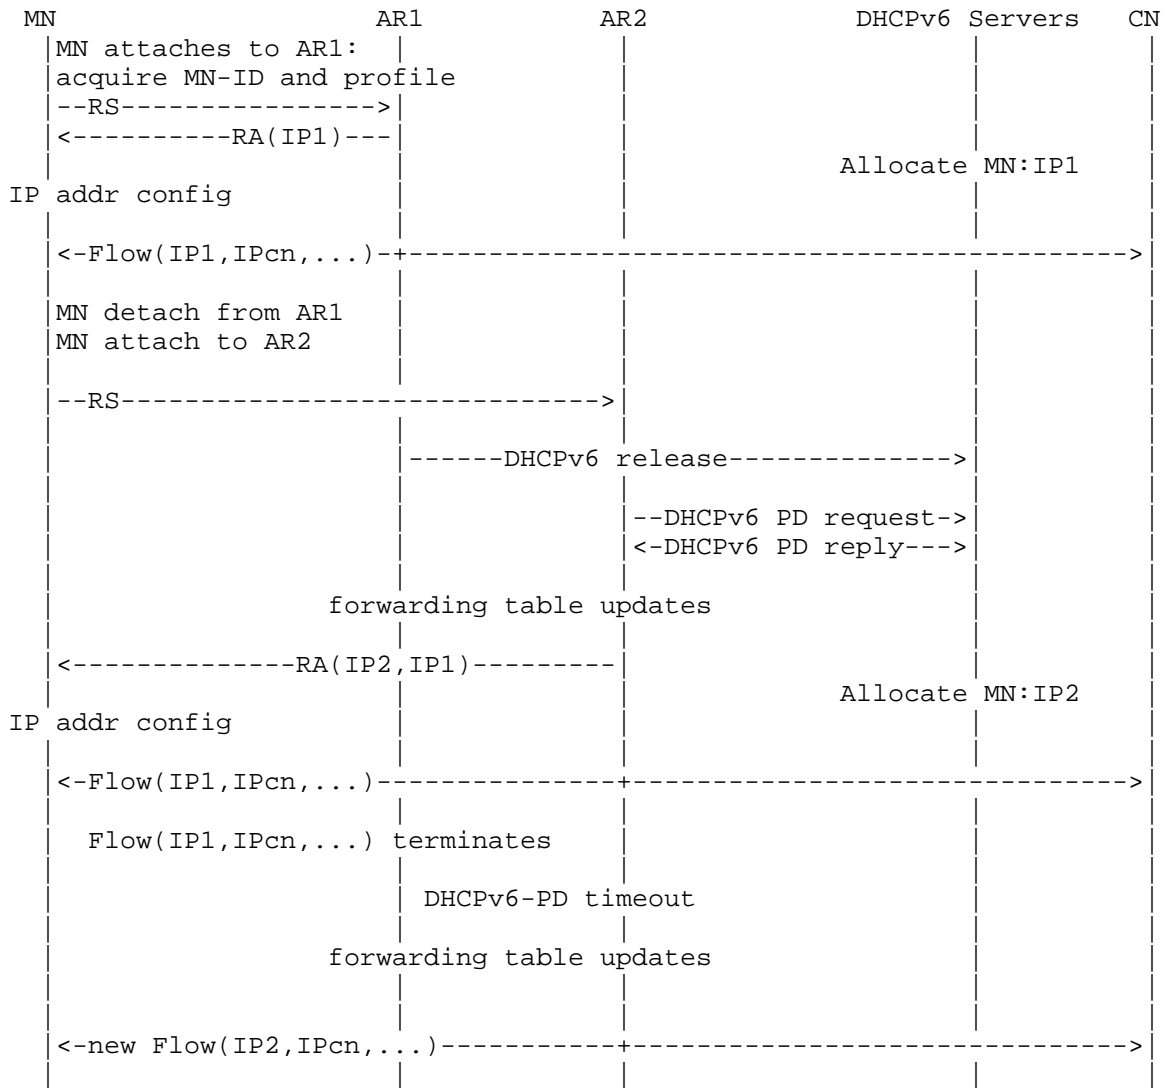 MN AR1 AR2 DHCPv6 Servers CN
MN attaches to AR1:
acquire MN-ID and profile
--RS---------------->
<----------RA(IP1)---
Allocate MN:IP1
IP addr config
<-Flow(IP1,IPcn,...)-+--------------------------------------------->
MN detach from AR1
MN attach to AR2
--RS------------------------------>
------DHCPv6 release-------------->
--DHCPv6 PD request->
<-DHCPv6 PD reply--->
forwarding table updates
<--------------RA(IP2,IP1)---------
Allocate MN:IP2
IP addr config
<-Flow(IP1,IPcn,...)---------------+------------------------------->
Flow(IP1,IPcn,...) terminates
DHCPv6-PD timeout
forwarding table updates
<-new Flow(IP2,IPcn,...)-----------+------------------------------->